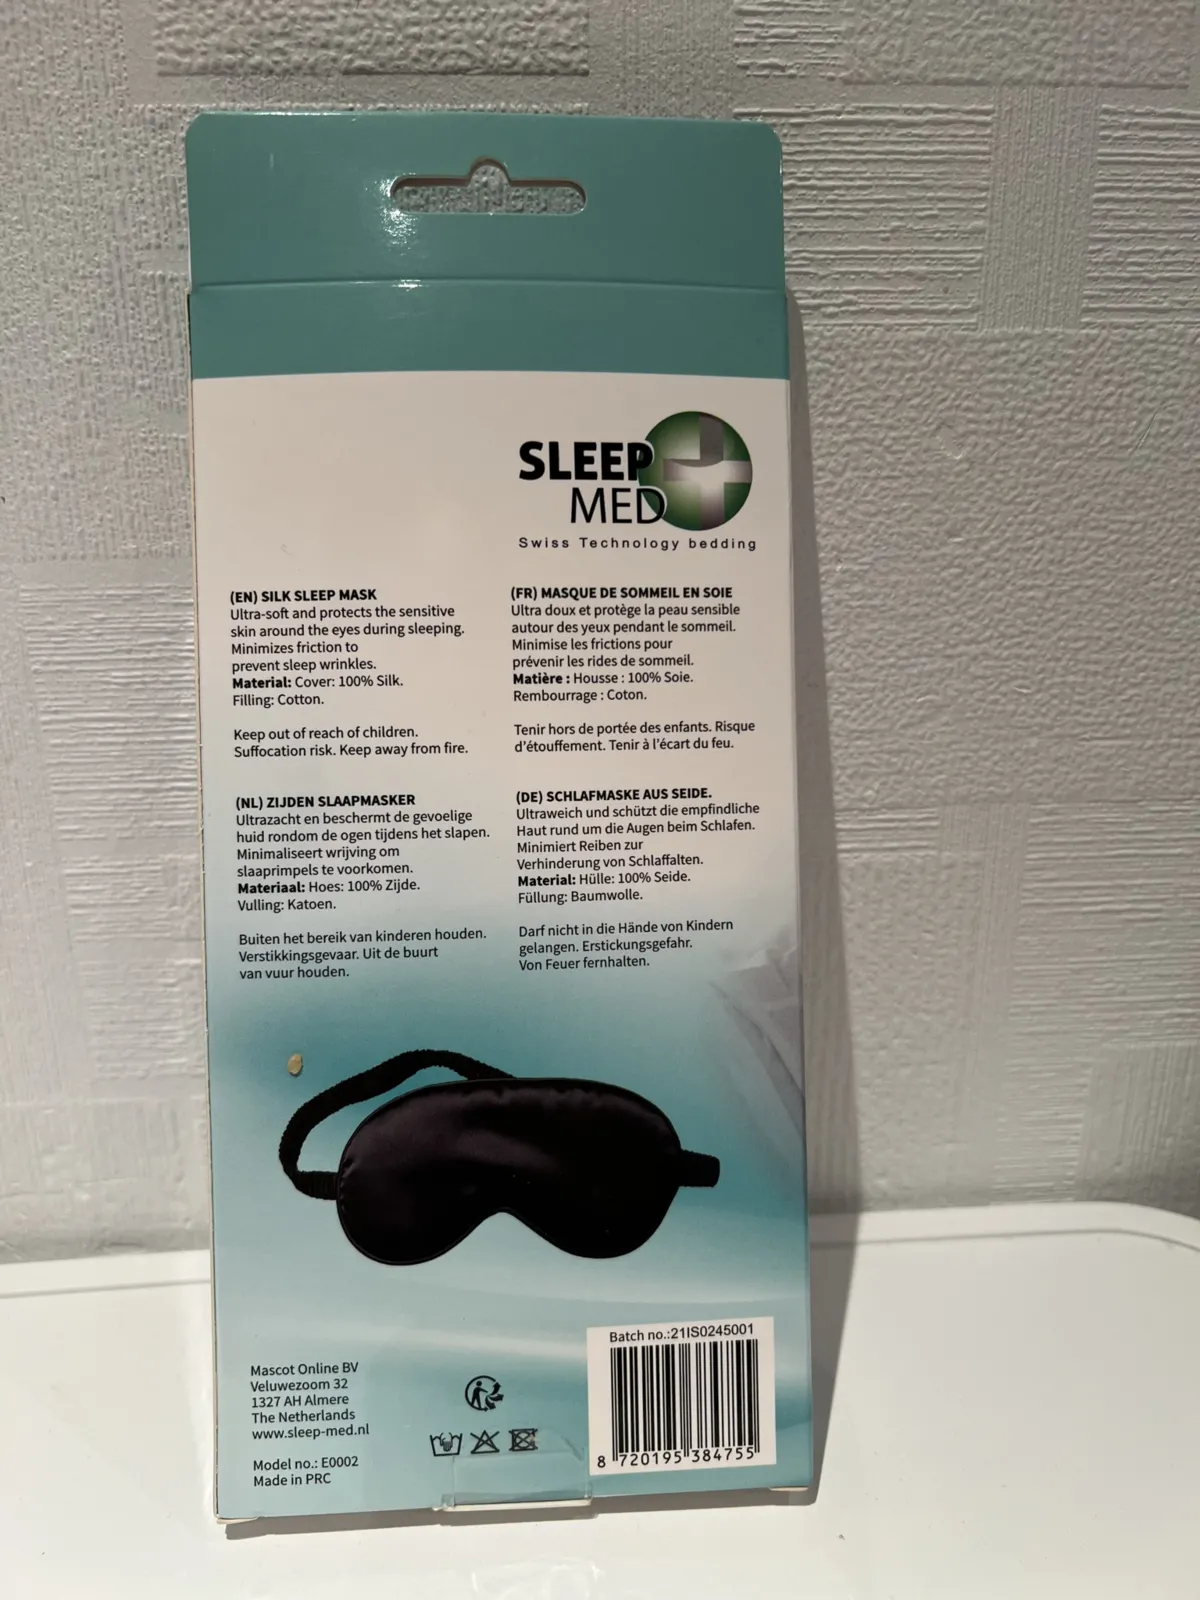 SLEEP
MED
Swiss Technology bedding
(EN) SILK SLEEP MASK
Ultra-soft and protects the sensitive
skin around the eyes during sleeping.
Minimizes friction to
prevent sleep wrinkles.
Material: Cover: 100% Silk.
Filling: Cotton.
Keep out of reach of children.
Suffocation risk. Keep away from fire.
(FR) MASQUE DE SOMMEIL EN SOIE
Ultra doux et protège la peau sensible
autour des yeux pendant le sommeil.
Minimise les frictions pour
prévenir les rides de sommeil.
Matière : Housse : 100% Soie.
Rembourrage : Coton.
Tenir hors de portée des enfants. Risque
d'étouffement. Tenir à l'écart du feu.
(NL) ZIJDEN SLAAPMASKER
Ultrazacht en beschermt de gevoelige
huid rondom de ogen tijdens het slapen.
Minimaliseert wrijving om
slaaprimpels te voorkomen.
Materiaal: Hoes: 100% Zijde.
Vulling: Katoen.
Buiten het bereik van kinderen houden.
Verstikkingsgevaar. Uit de buurt
van vuur houden.
(DE) SCHLAFMASKE AUS SEIDE.
Ultraweich und schützt die empfindliche
Haut rund um die Augen beim Schlafen.
Minimiert Reiben zur
Verhinderung von Schlaffalten.
Material: Hülle: 100% Seide.
Füllung: Baumwolle.
Darf nicht in die Hände von Kindern
gelangen. Erstickungsgefahr.
Von Feuer fernhalten.
Mascot Online BV
Veluwezoom 32
1327 AH Almere
The Netherlands
www.sleep-med.nl
Model no.: E0002
Made in PRC
Batch no.:21IS0245001
8 720195 384755